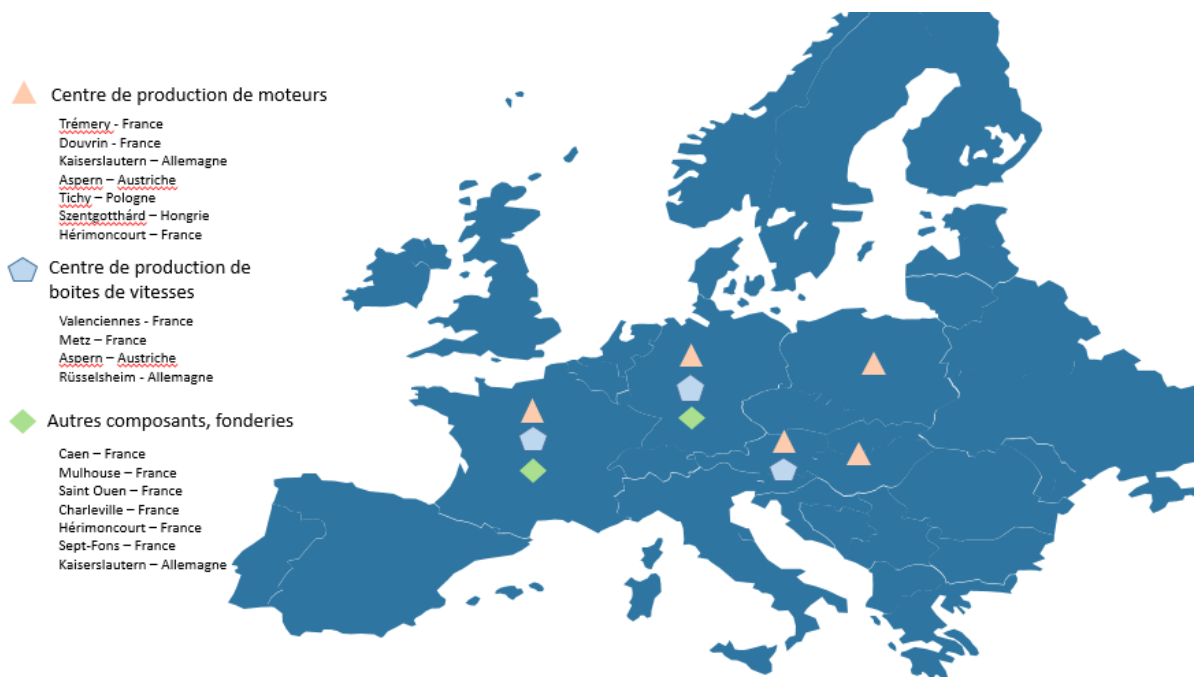 Centre de production de moteurs
Trémery - France
Douvrin - France
Kaiserslautern – Allemagne
Aspern – Austriche
Tichy – Pologne
Szentgotthárd – Hongrie
Hérimoncourt – France
Centre de production de
boites de vitesses
Valenciennes - France
Metz – France
Aspern – Austriche
Rüsselsheim - Allemagne
Autres composants, fonderies
Caen – France
Mulhouse – France
Saint Ouen – France
Charleville – France
Hérimoncourt – France
Sept-Fons – France
Kaiserslautern – Allemagne